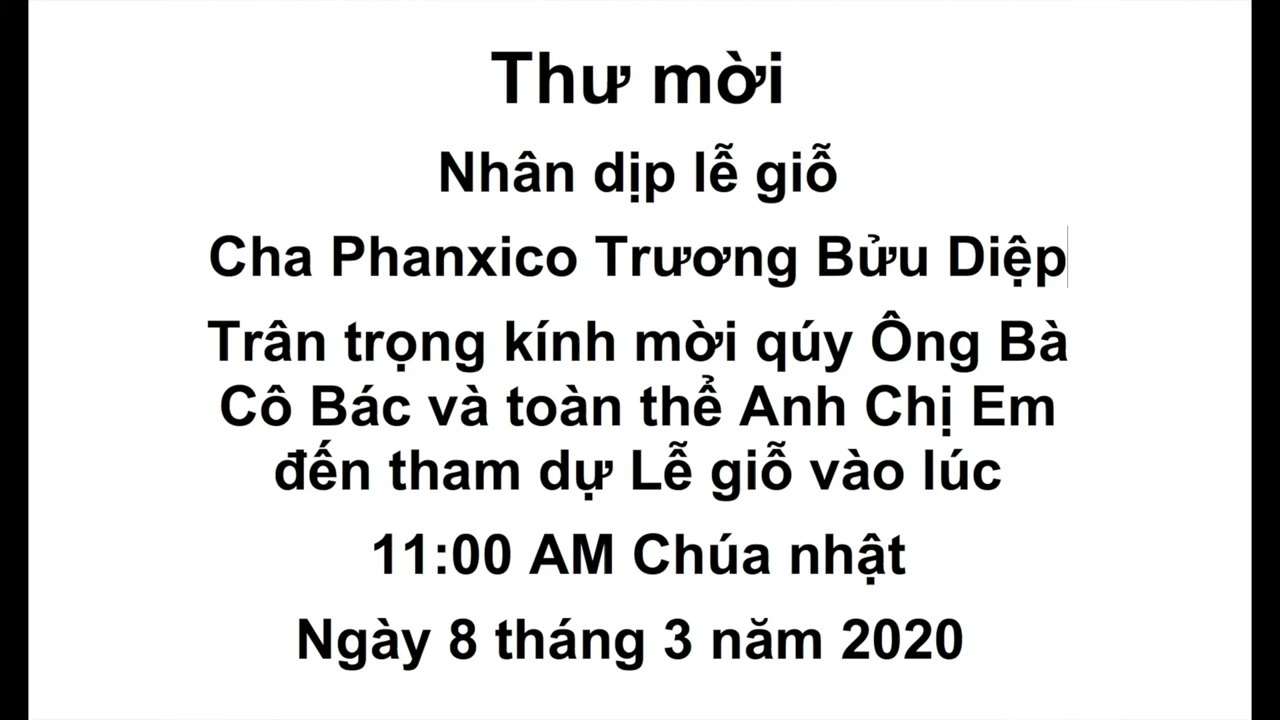 Thư mời
Nhân dịp lễ giỗ
Cha Phanxico Trương Bửu Diệp
Trân trọng kính mời qúy Ông Bà
Cô Bác và toàn thể Anh Chị Em
đến tham dự Lễ giỗ vào lúc
11:00 AM Chúa nhật
Ngày 8 tháng 3 năm 2020